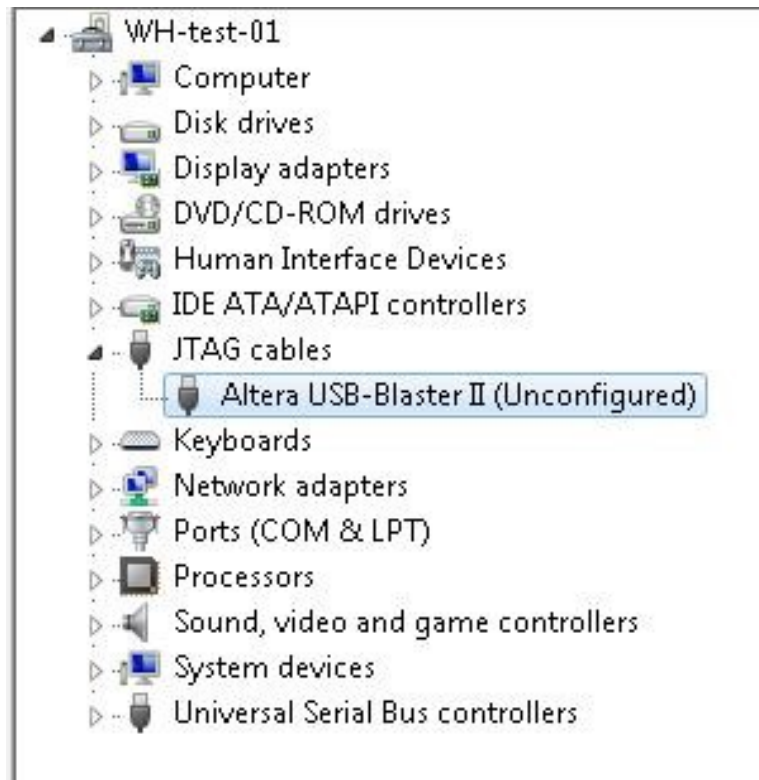 WH-test-01
Computer
Disk drives
Display adapters
DVD/CD-ROM drives
Human Interface Devices
IDE ATA/ATAPI controllers
JTAG cables
Altera USB-Blaster II (Unconfigured)
Keyboards
Network adapters
Ports (COM & LPT)
Processors
Sound, video and game controllers
System devices
Universal Serial Bus controllers